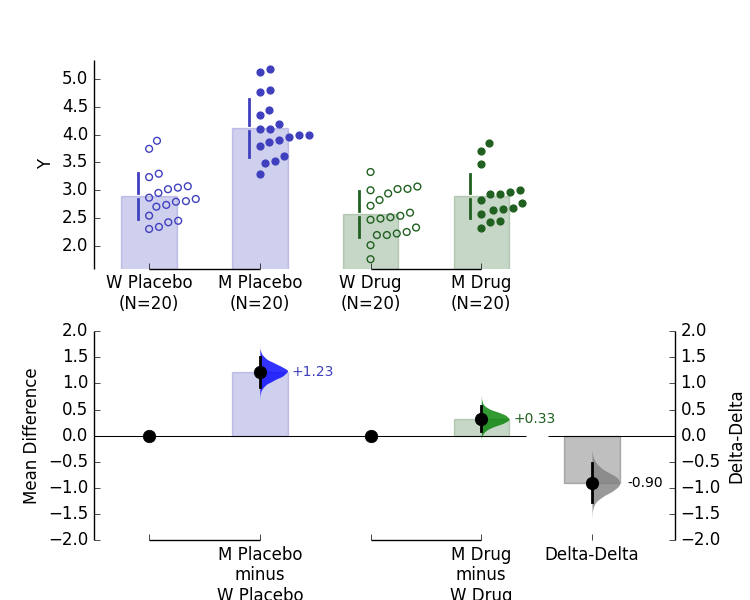 5.0
4.5
4.0
3.5
3.0
2.5
2.0
Y
W Placebo
(N=20)
M Placebo
(N=20)
W Drug
(N=20)
M Drug
(N=20)
2.0
1.5
1.0
0.5
0.0
−0.5
−1.0
−1.5
−2.0
Mean Difference
+1.23
+0.33
-0.90
2.0
1.5
1.0
0.5
0.0
−0.5
−1.0
−1.5
−2.0
Delta-Delta
M Placebo
minus
W Placebo
M Drug
minus
W Drug
Delta-Delta